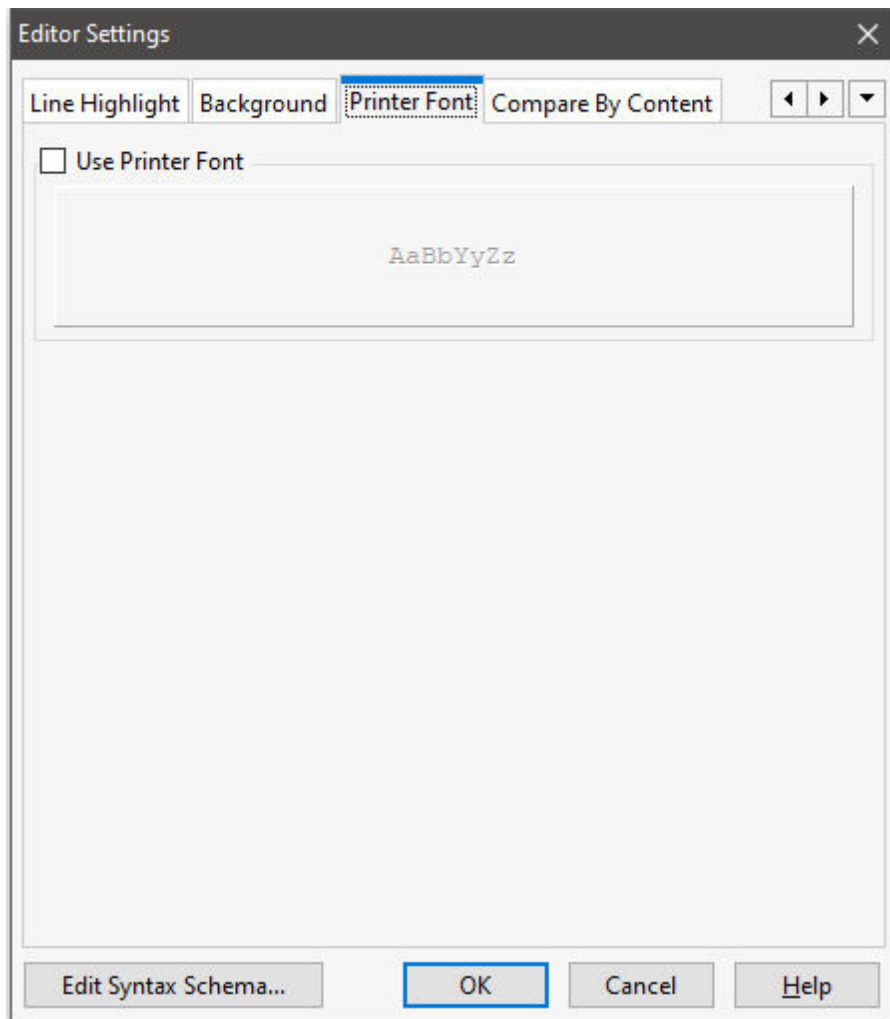 Editor Settings
Line Highlight Background Printer Font Compare By Content
Use Printer Font
AaBbYyZz
Edit Syntax Schema... OK Cancel Help